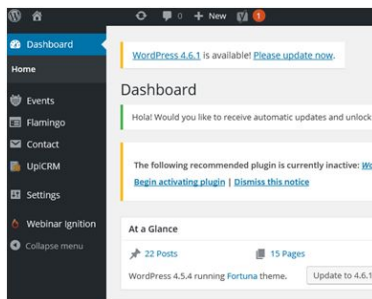 0 + New 1
Dashboard
Home
Events
Flamingo
Contact
UpiCRM
Settings
Webinar Ignition
Collapse menu
WordPress 4.6.1 is available! Please update now.
Dashboard
Hola! Would you like to receive automatic updates and unlock
The following recommended plugin is currently inactive:
Begin activating plugin | Dismiss this notice
At a Glance
22 Posts 15 Pages
WordPress 4.5.4 running Fortuna theme. Update to 4.6.1